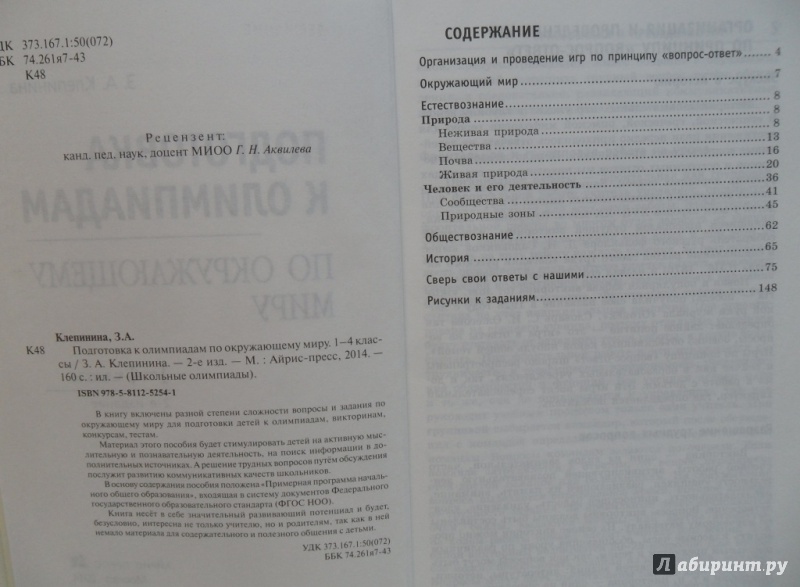 УДК 373.167.1:50(072)
ББК 74.261я7-43
К48
Рецензент:
канд. пед. наук, доцент МИОО Г. Н. Аквилева
Клепинина, З.А.
К48 Подготовка к олимпиадам по окружающему миру. 1–4 клас-
сы / З. А. Клепинина. — 2-е изд. — М. : Айрис-пресс, 2014. —
160 с. : ил. — (Школьные олимпиады).
ISBN 978-5-8112-5254-1
В книгу включены разной степени сложности вопросы и задания по
окружающему миру для подготовки детей к олимпиадам, викторинам,
конкурсам, тестам.
Материал этого пособия будет стимулировать детей на активную мыс-
лительную и познавательную деятельность, на поиск информации в до-
полнительных источниках. А решение трудных вопросов путём обсуждения
послужит развитию коммуникативных качеств школьников.
В основу содержания пособия положена «Примерная программа началь-
ного общего образования», входящая в систему документов Федерального
государственного образовательного стандарта (ФГОС НОО).
Книга несёт в себе значительный развивающий потенциал и будет,
безусловно, интересна не только учителю, но и родителям, так как в ней
немало материала для содержательного и полезного общения с детьми.
УДК 373.167.1:50(072)
ББК 74.261я7-43
СОДЕРЖАНИЕ
Организация и проведение игр по принципу «вопрос-ответ» 4
Окружающий мир 7
Естествознание 8
Природа 8
Неживая природа 8
Вещества 13
Почва 16
Живая природа 20
Человек и его деятельность 36
Сообщества 41
Природные зоны 45
Обществознание 62
История 65
Сверь свои ответы с нашими 75
Рисунки к заданиям 148
Лабиринт.ру